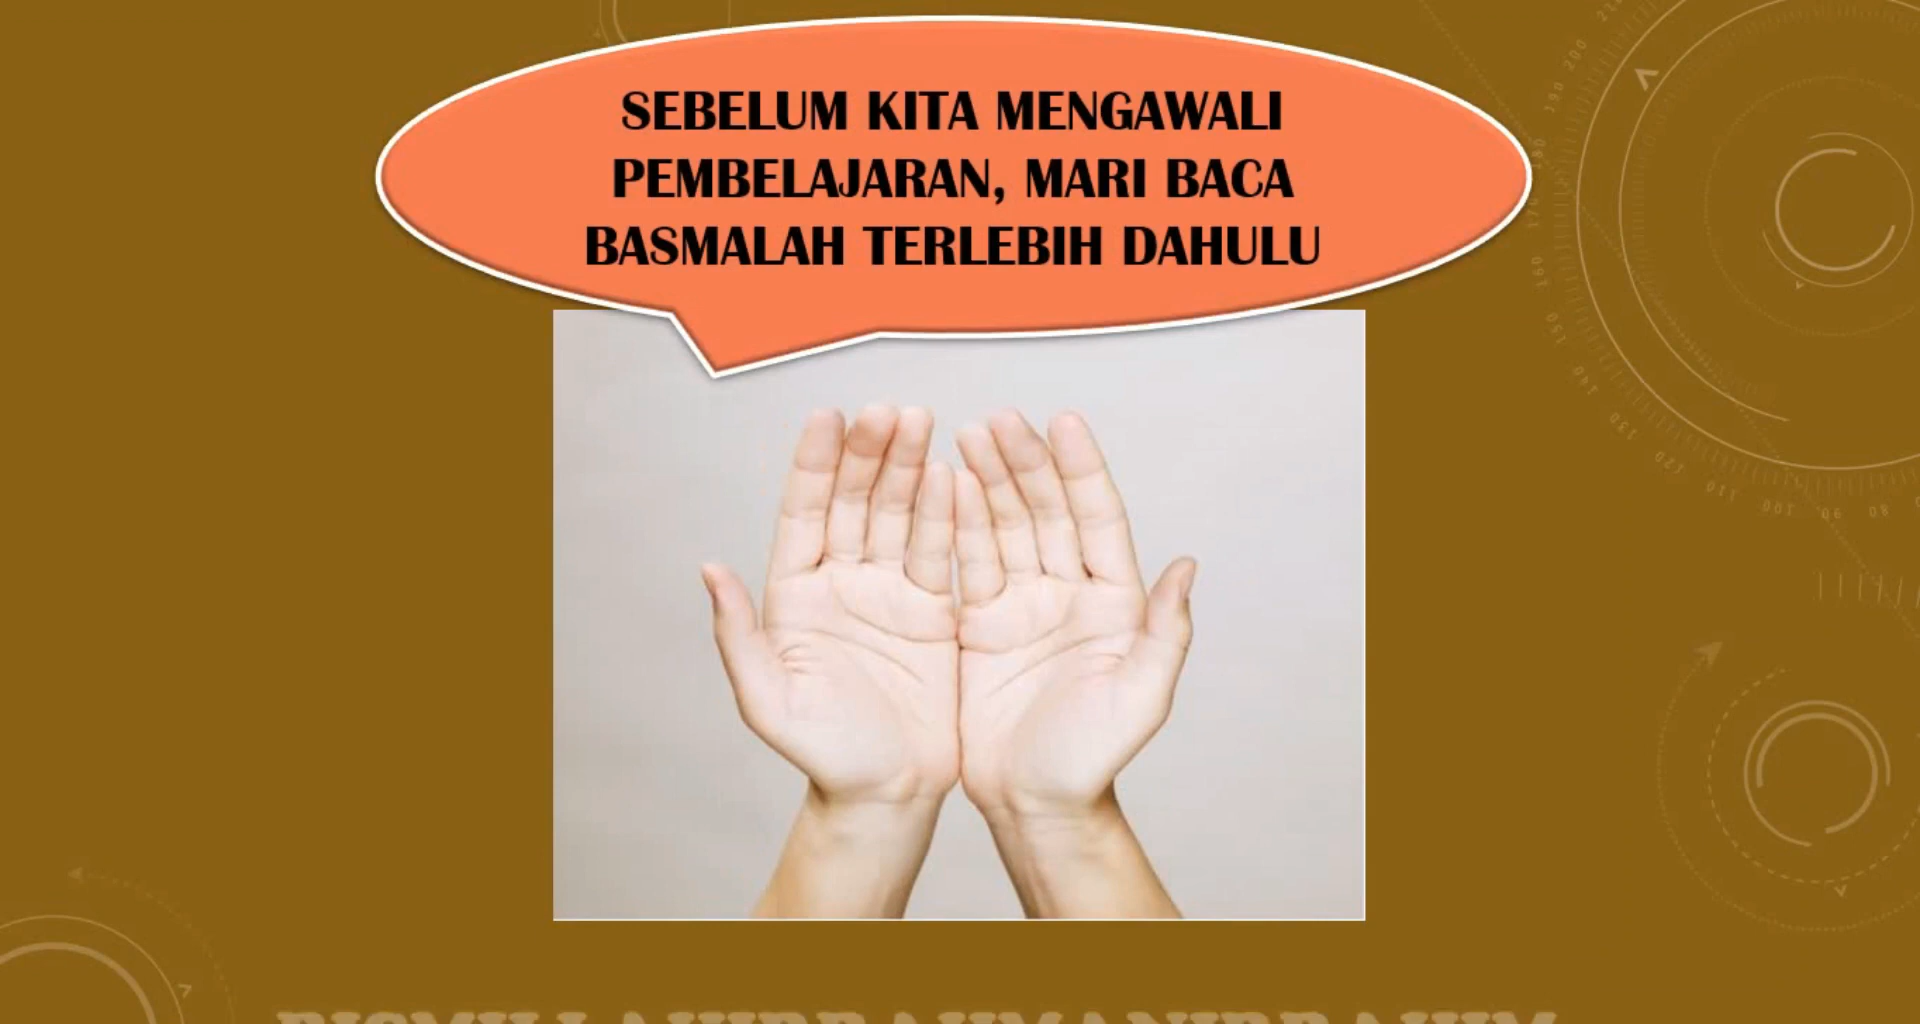 SEBELUM KITA MENGAWALI
PEMBELAJARAN, MARI BACA
BASMALAH TERLEBIH DAHULU